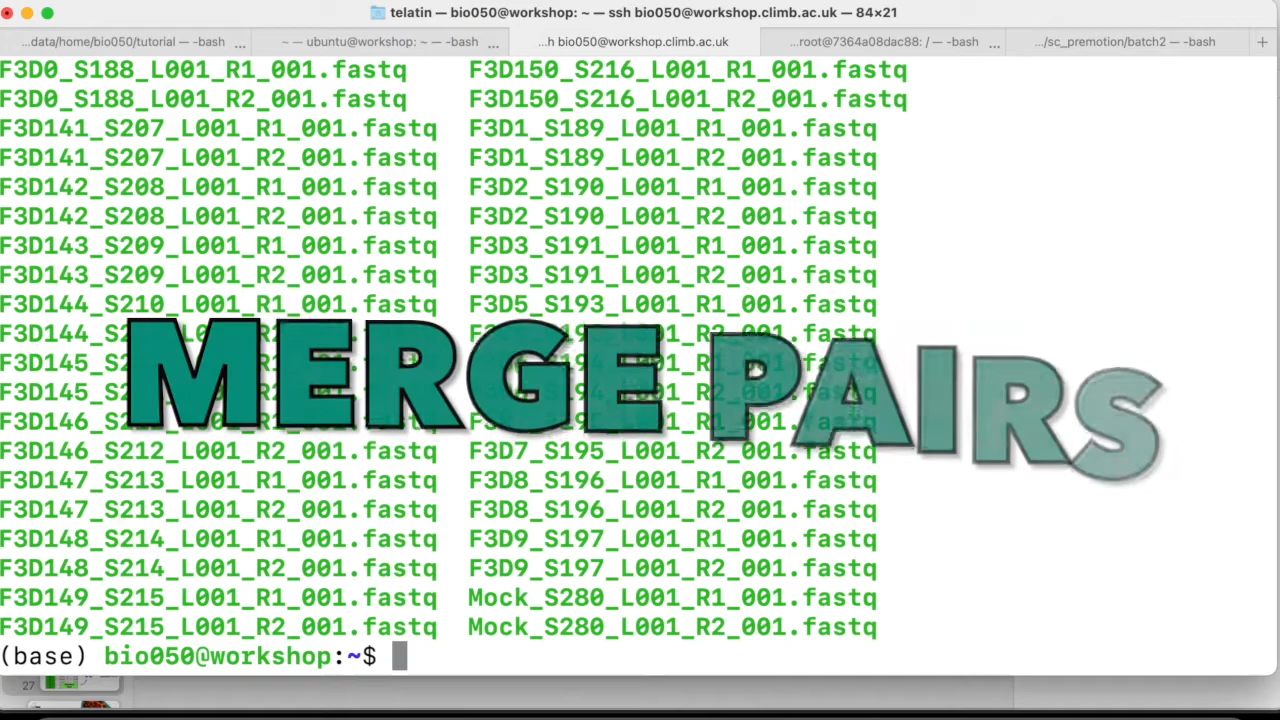 telatin — bio050@workshop: ~ — ssh bio050@workshop.climb.ac.uk — 84×21
...data/home/bio050/tutorial — -bash ... ~ — ubuntu@workshop: ~ — -bash ... ...h bio050@workshop.climb.ac.uk ...root@7364a08dac88: / — -bash ... .../sc_premotion/batch2 — -bash +
F3D0_S188_L001_R1_001.fastq F3D150_S216_L001_R1_001.fastq
F3D0_S188_L001_R2_001.fastq F3D150_S216_L001_R2_001.fastq
F3D141_S207_L001_R1_001.fastq F3D1_S189_L001_R1_001.fastq
F3D141_S207_L001_R2_001.fastq F3D1_S189_L001_R2_001.fastq
F3D142_S208_L001_R1_001.fastq F3D2_S190_L001_R1_001.fastq
F3D142_S208_L001_R2_001.fastq F3D2_S190_L001_R2_001.fastq
F3D143_S209_L001_R1_001.fastq F3D3_S191_L001_R1_001.fastq
F3D143_S209_L001_R2_001.fastq F3D3_S191_L001_R2_001.fastq
F3D144_S210_L001_R1_001.fastq F3D5_S193_L001_R1_001.fastq
MERGE PAIRS
F3D146_S212_L001_R2_001.fastq F3D7_S195_L001_R2_001.fastq
F3D147_S213_L001_R1_001.fastq F3D8_S196_L001_R1_001.fastq
F3D147_S213_L001_R2_001.fastq F3D8_S196_L001_R2_001.fastq
F3D148_S214_L001_R1_001.fastq F3D9_S197_L001_R1_001.fastq
F3D148_S214_L001_R2_001.fastq F3D9_S197_L001_R2_001.fastq
F3D149_S215_L001_R1_001.fastq Mock_S280_L001_R1_001.fastq
F3D149_S215_L001_R2_001.fastq Mock_S280_L001_R2_001.fastq
(base) bio050@workshop:~$
27